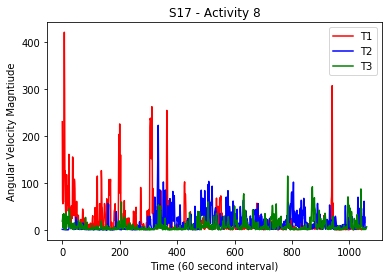 S17 - Activity 8
T1
T2
T3
Angular Velocity Magntiude
400
300
200
100
0
0
200
400
600
800
1000
Time (60 second interval)